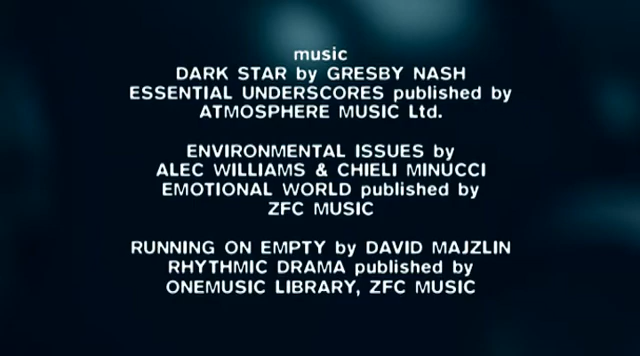 music
DARK STAR by GRESBY NASH
ESSENTIAL UNDERSCORES published by
ATMOSPHERE MUSIC Ltd.
ENVIRONMENTAL ISSUES by
ALEC WILLIAMS & CHIELI MINUCCI
EMOTIONAL WORLD published by
ZFC MUSIC
RUNNING ON EMPTY by DAVID MAJZLIN
RHYTHMIC DRAMA published by
ONEMUSIC LIBRARY, ZFC MUSIC